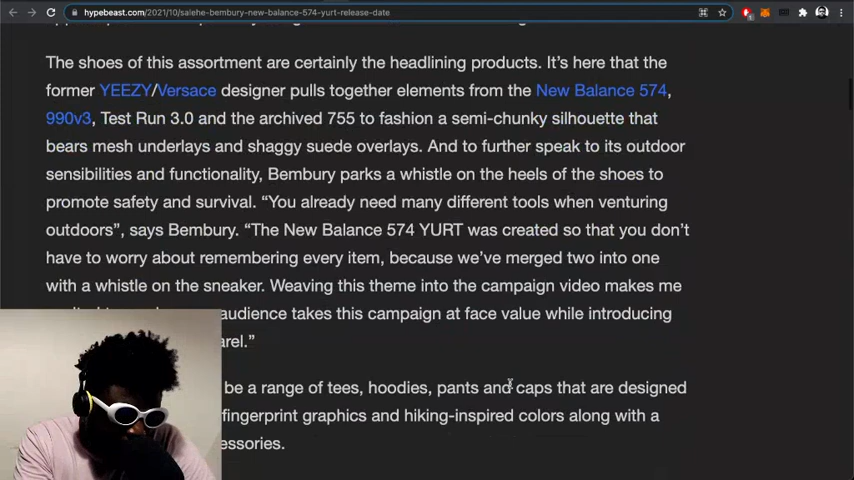 hypebeast.com/2021/10/salehe-bembury-new-balance-574-yurt-release-date
The shoes of this assortment are certainly the headlining products. It’s here that the
former YEEZY/Versace designer pulls together elements from the New Balance 574,
990v3, Test Run 3.0 and the archived 755 to fashion a semi-chunky silhouette that
bears mesh underlays and shaggy suede overlays. And to further speak to its outdoor
sensibilities and functionality, Bembury parks a whistle on the heels of the shoes to
promote safety and survival. “You already need many different tools when venturing
outdoors”, says Bembury. “The New Balance 574 YURT was created so that you don’t
have to worry about remembering every item, because we’ve merged two into one
with a whistle on the sneaker. Weaving this theme into the campaign video makes me
audience takes this campaign at face value while introducing
be a range of tees, hoodies, pants and caps that are designed
fingerprint graphics and hiking-inspired colors along with a